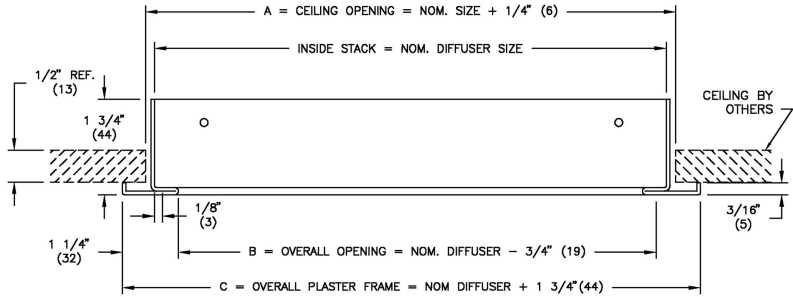 A = CEILING OPENING = NOM. SIZE + 1/4" (6)
INSIDE STACK = NOM. DIFFUSER SIZE
1/2" REF.
(13)
1 3/4"
(44)
CEILING BY
OTHERS
1/8"
(3)
3/16"
(5)
1 1/4"
(32)
B = OVERALL OPENING = NOM. DIFFUSER – 3/4" (19)
C = OVERALL PLASTER FRAME = NOM DIFFUSER + 1 3/4"(44)